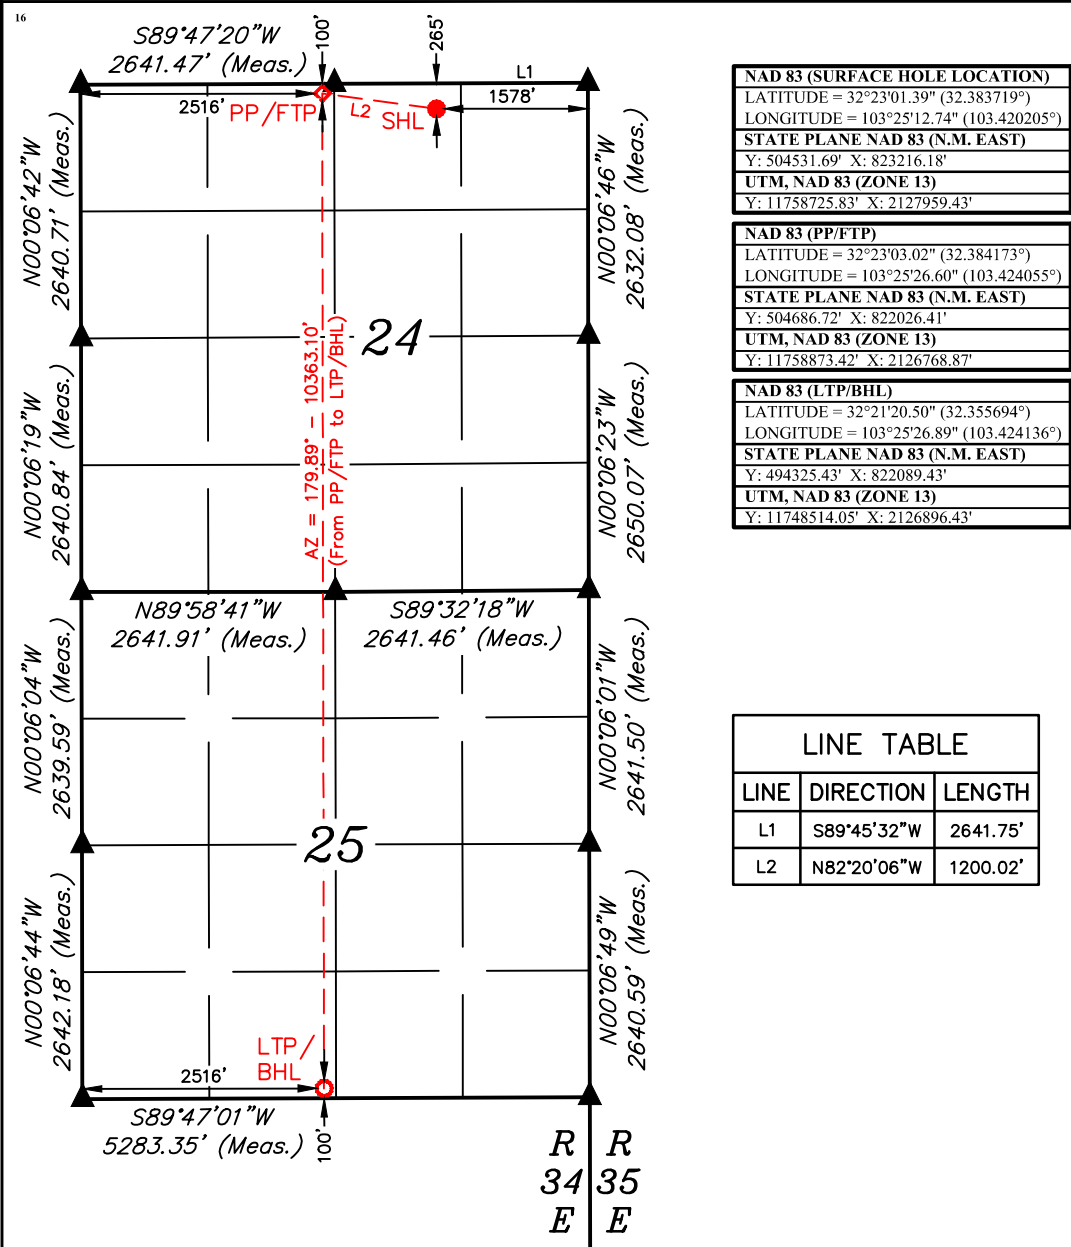 16
S89°47'20"W
2641.47' (Meas.)
100'
265'
L1
2516'
PP/FTP
L2
SHL
1578'
N00°06'42"W
2640.71' (Meas.)
N00°06'46"W
2632.08' (Meas.)
24
AZ = 179.89° – 10363.10'
(From PP/FTP to LTP/BHL)
N00°06'19"W
2640.84' (Meas.)
N00°06'23"W
2650.07' (Meas.)
N89°58'41"W
2641.91' (Meas.)
S89°32'18"W
2641.46' (Meas.)
N00°06'04"W
2639.59' (Meas.)
N00°06'01"W
2641.50' (Meas.)
25
N00°06'44"W
2642.18' (Meas.)
N00°06'49"W
2640.59' (Meas.)
LTP/
BHL
2516'
S89°47'01"W
5283.35' (Meas.)
100'
R R
34 35
E E
NAD 83 (SURFACE HOLE LOCATION)
LATITUDE = 32°23'01.39" (32.383719°)
LONGITUDE = 103°25'12.74" (103.420205°)
STATE PLANE NAD 83 (N.M. EAST)
Y: 504531.69' X: 823216.18'
UTM, NAD 83 (ZONE 13)
Y: 11758725.83' X: 2127959.43'
NAD 83 (PP/FTP)
LATITUDE = 32°23'03.02" (32.384173°)
LONGITUDE = 103°25'26.60" (103.424055°)
STATE PLANE NAD 83 (N.M. EAST)
Y: 504686.72' X: 822026.41'
UTM, NAD 83 (ZONE 13)
Y: 11758873.42' X: 2126768.87'
NAD 83 (LTP/BHL)
LATITUDE = 32°21'20.50" (32.355694°)
LONGITUDE = 103°25'26.89" (103.424136°)
STATE PLANE NAD 83 (N.M. EAST)
Y: 494325.43' X: 822089.43'
UTM, NAD 83 (ZONE 13)
Y: 11748514.05' X: 2126896.43'
LINE TABLE
LINE DIRECTION LENGTH
L1 S89°45'32"W 2641.75'
L2 N82°20'06"W 1200.02'